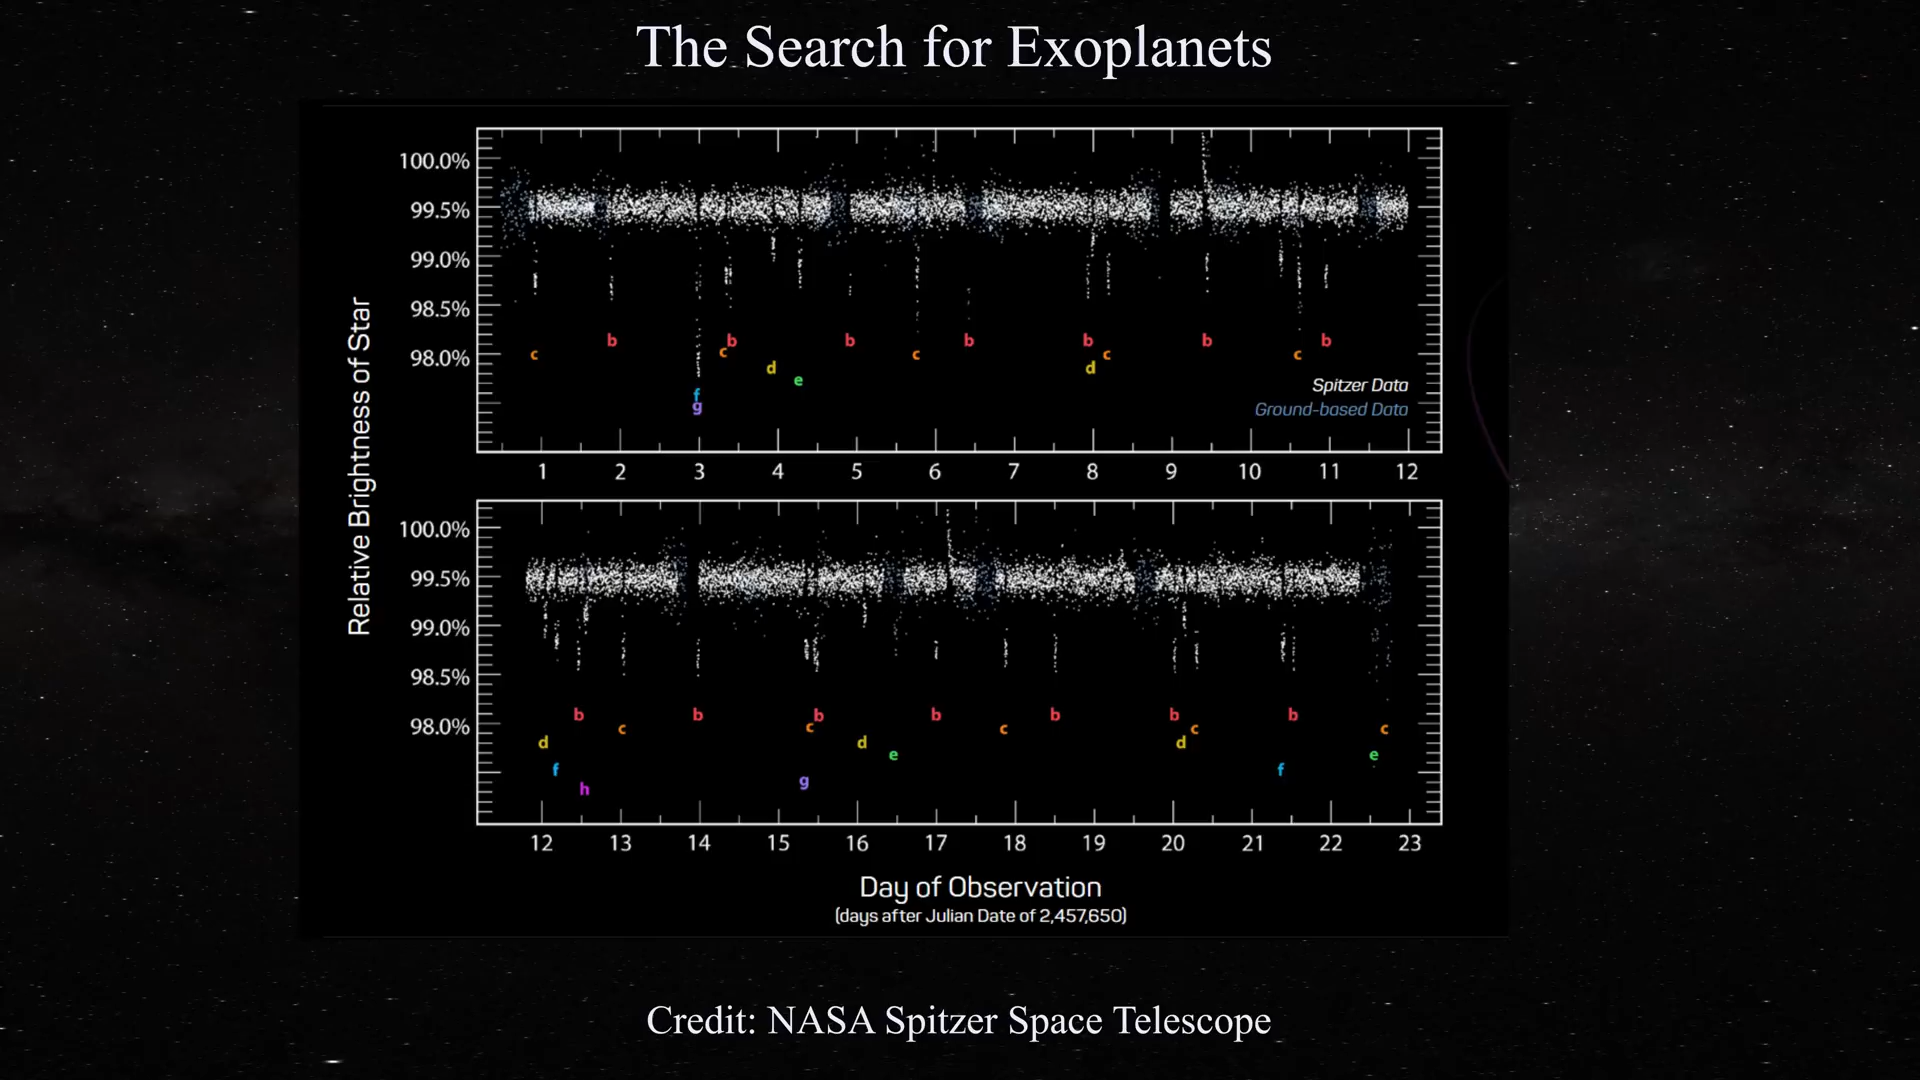 The Search for Exoplanets
Relative Brightness of Star
100.0%
99.5%
99.0%
98.5%
98.0%
b b b b b b b
c c c c c
d d
e
f
g
Spitzer Data
Ground-based Data
1 2 3 4 5 6 7 8 9 10 11 12
100.0%
99.5%
99.0%
98.5%
98.0%
b b b b b b b
c c c c c
d d d
e e
f f
g
h
12 13 14 15 16 17 18 19 20 21 22 23
Day of Observation
(days after Julian Date of 2,457,650)
Credit: NASA Spitzer Space Telescope